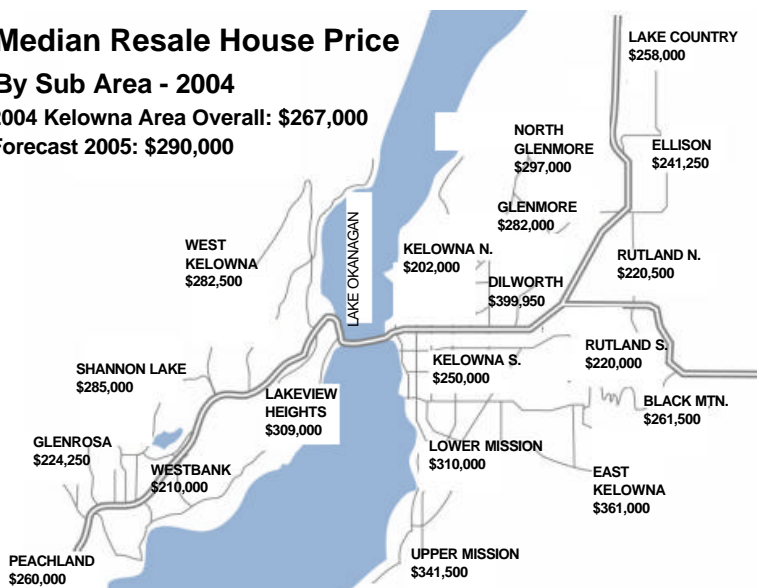 Median Resale House Price
By Sub Area - 2004
2004 Kelowna Area Overall: $267,000
Forecast 2005: $290,000
LAKE COUNTRY
$258,000
NORTH
GLENMORE
$297,000
ELLISON
$241,250
GLENMORE
$282,000
WEST
KELOWNA
$282,500
LAKE OKANAGAN
KELOWNA N.
$202,000
RUTLAND N.
$220,500
DILWORTH
$399,950
RUTLAND S.
$220,000
SHANNON LAKE
$285,000
KELOWNA S.
$250,000
LAKEVIEW
HEIGHTS
$309,000
BLACK MTN.
$261,500
GLENROSA
$224,250
WESTBANK
$210,000
LOWER MISSION
$310,000
EAST
KELOWNA
$361,000
PEACHLAND
$260,000
UPPER MISSION
$341,500